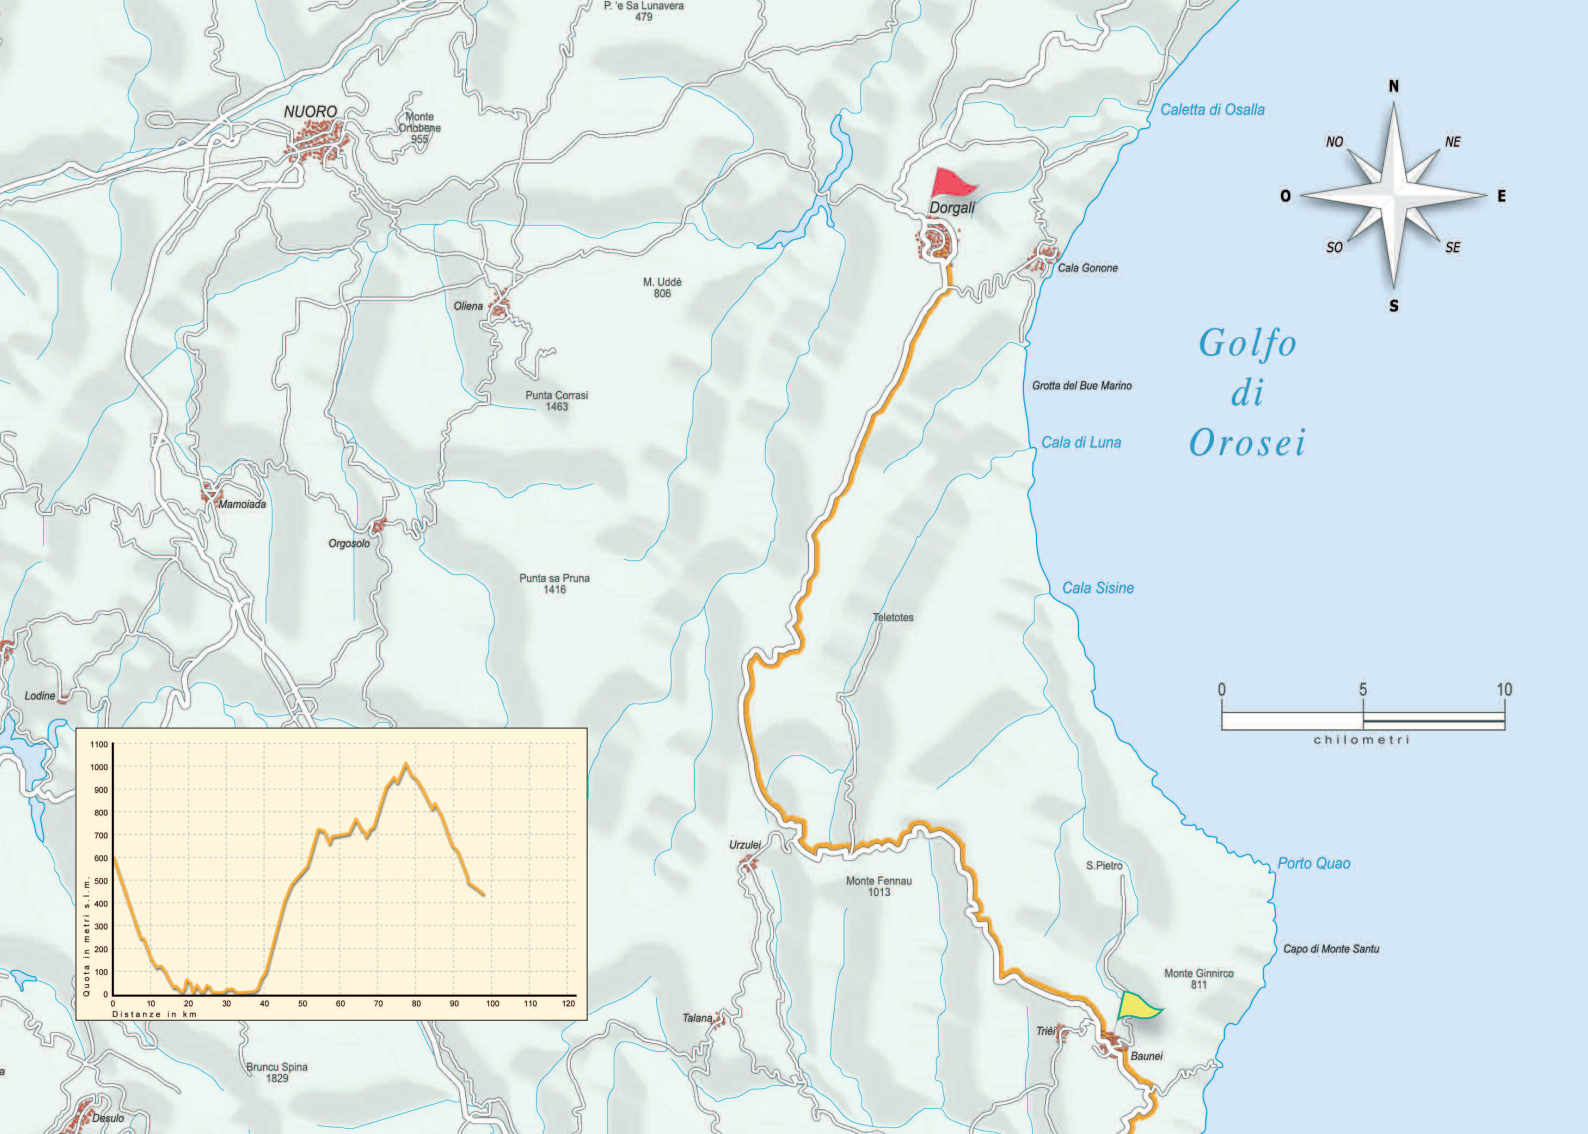 P. 'e Sa Lunavera
479
NUORO
Monte
Ortobene
955
Caletta di Osalla
N
NO
NE
O
E
SO
SE
S
Dorgali
Cala Gonone
M. Uddé
806
Oliena
Golfo
di
Orosei
Punta Corrasi
1463
Grotta del Bue Marino
Cala di Luna
Mamoiada
Orgosolo
Punta sa Pruna
1416
Cala Sisine
Teletotes
Lodine
0 5 10
chilometri
1100
1000
900
800
700
600
500
400
300
200
100
0
Quota in metri s.l.m.
0 10 20 30 40 50 60 70 80 90 100 110 120
Distanze in km
Urzulei
Monte Fennau
1013
S.Pietro
Porto Quao
Capo di Monte Santu
Monte Ginnirco
811
Talana
Triéi
Baunei
Bruncu Spina
1829
a
Desulo